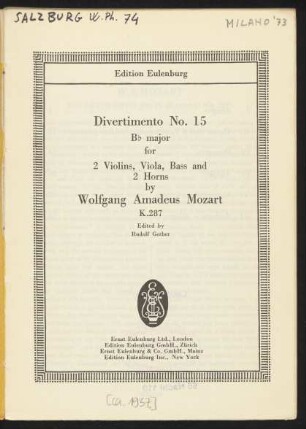 SALZBURG W. Ph. 74
MILANO '73
Edition Eulenburg
Divertimento No. 15
B♭ major
for
2 Violins, Viola, Bass and
2 Horns
by
Wolfgang Amadeus Mozart
K.287
Edited by
Rudolf Gerber
Ernst Eulenburg Ltd., London
Edition Eulenburg GmbH., Zürich
Ernst Eulenburg & Co. GmbH., Mainz
Edition Eulenburg Inc., New York
[ca. 1957]